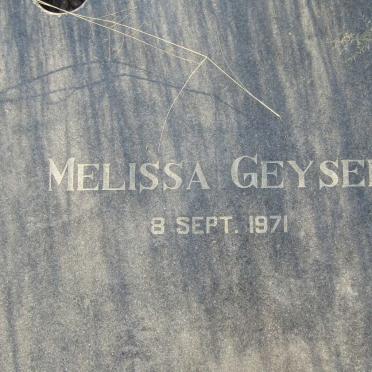 MELISSA GEYSE
8 SEPT. 1971